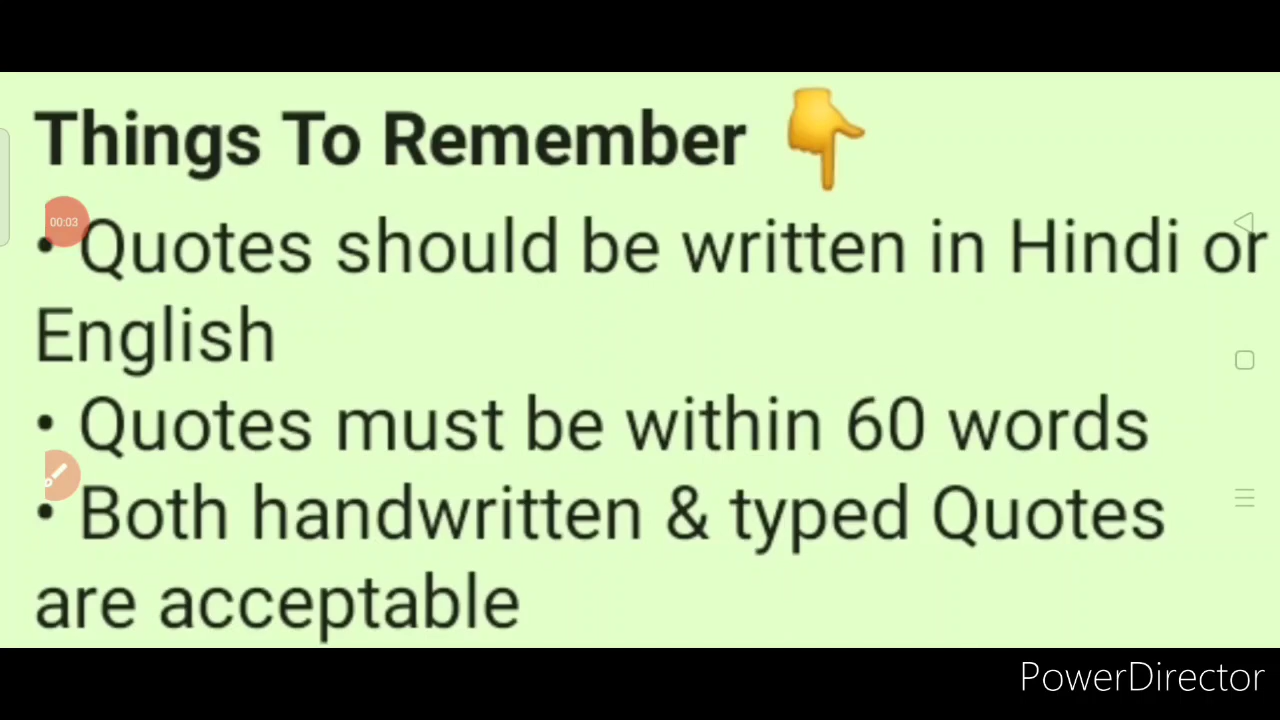 Things To Remember 👇
00:03
• Quotes should be written in Hindi or
English
• Quotes must be within 60 words
• Both handwritten & typed Quotes
are acceptable
PowerDirector